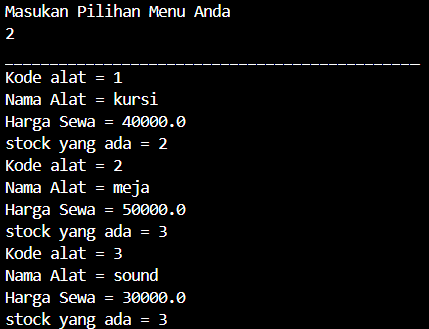 Masukan Pilihan Menu Anda
2
_______________________________________________
Kode alat = 1
Nama Alat = kursi
Harga Sewa = 40000.0
stock yang ada = 2
Kode alat = 2
Nama Alat = meja
Harga Sewa = 50000.0
stock yang ada = 3
Kode alat = 3
Nama Alat = sound
Harga Sewa = 30000.0
stock yang ada = 3